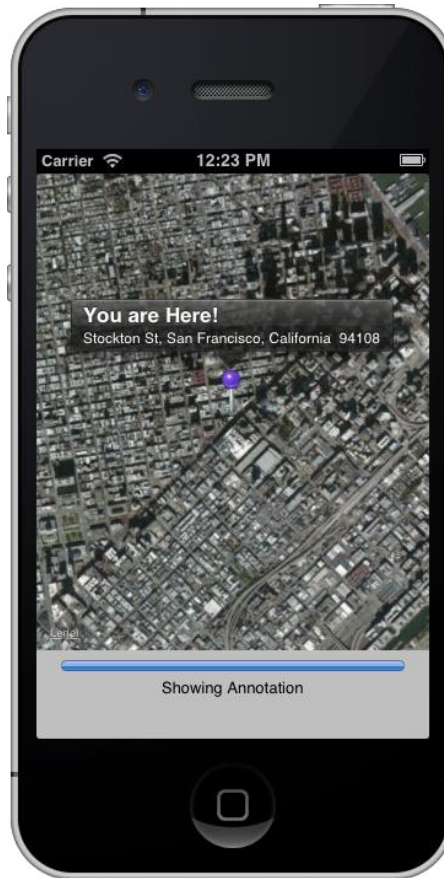 Carrier 12:23 PM
You are Here!
Stockton St, San Francisco, California 94108
Legal
Showing Annotation